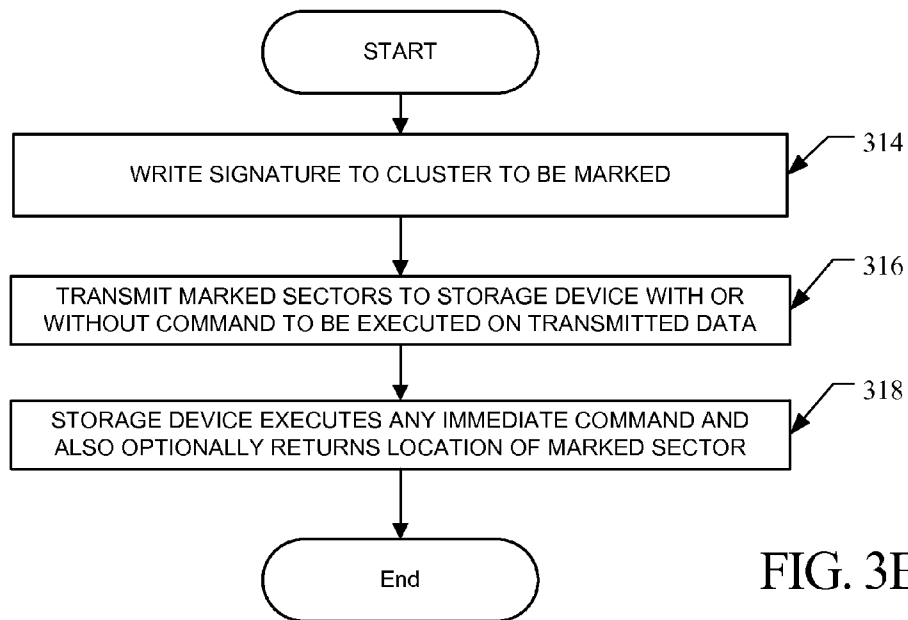 START
314
WRITE SIGNATURE TO CLUSTER TO BE MARKED
316
TRANSMIT MARKED SECTORS TO STORAGE DEVICE WITH OR
WITHOUT COMMAND TO BE EXECUTED ON TRANSMITTED DATA
318
STORAGE DEVICE EXECUTES ANY IMMEDIATE COMMAND AND
ALSO OPTIONALLY RETURNS LOCATION OF MARKED SECTOR
End
FIG.